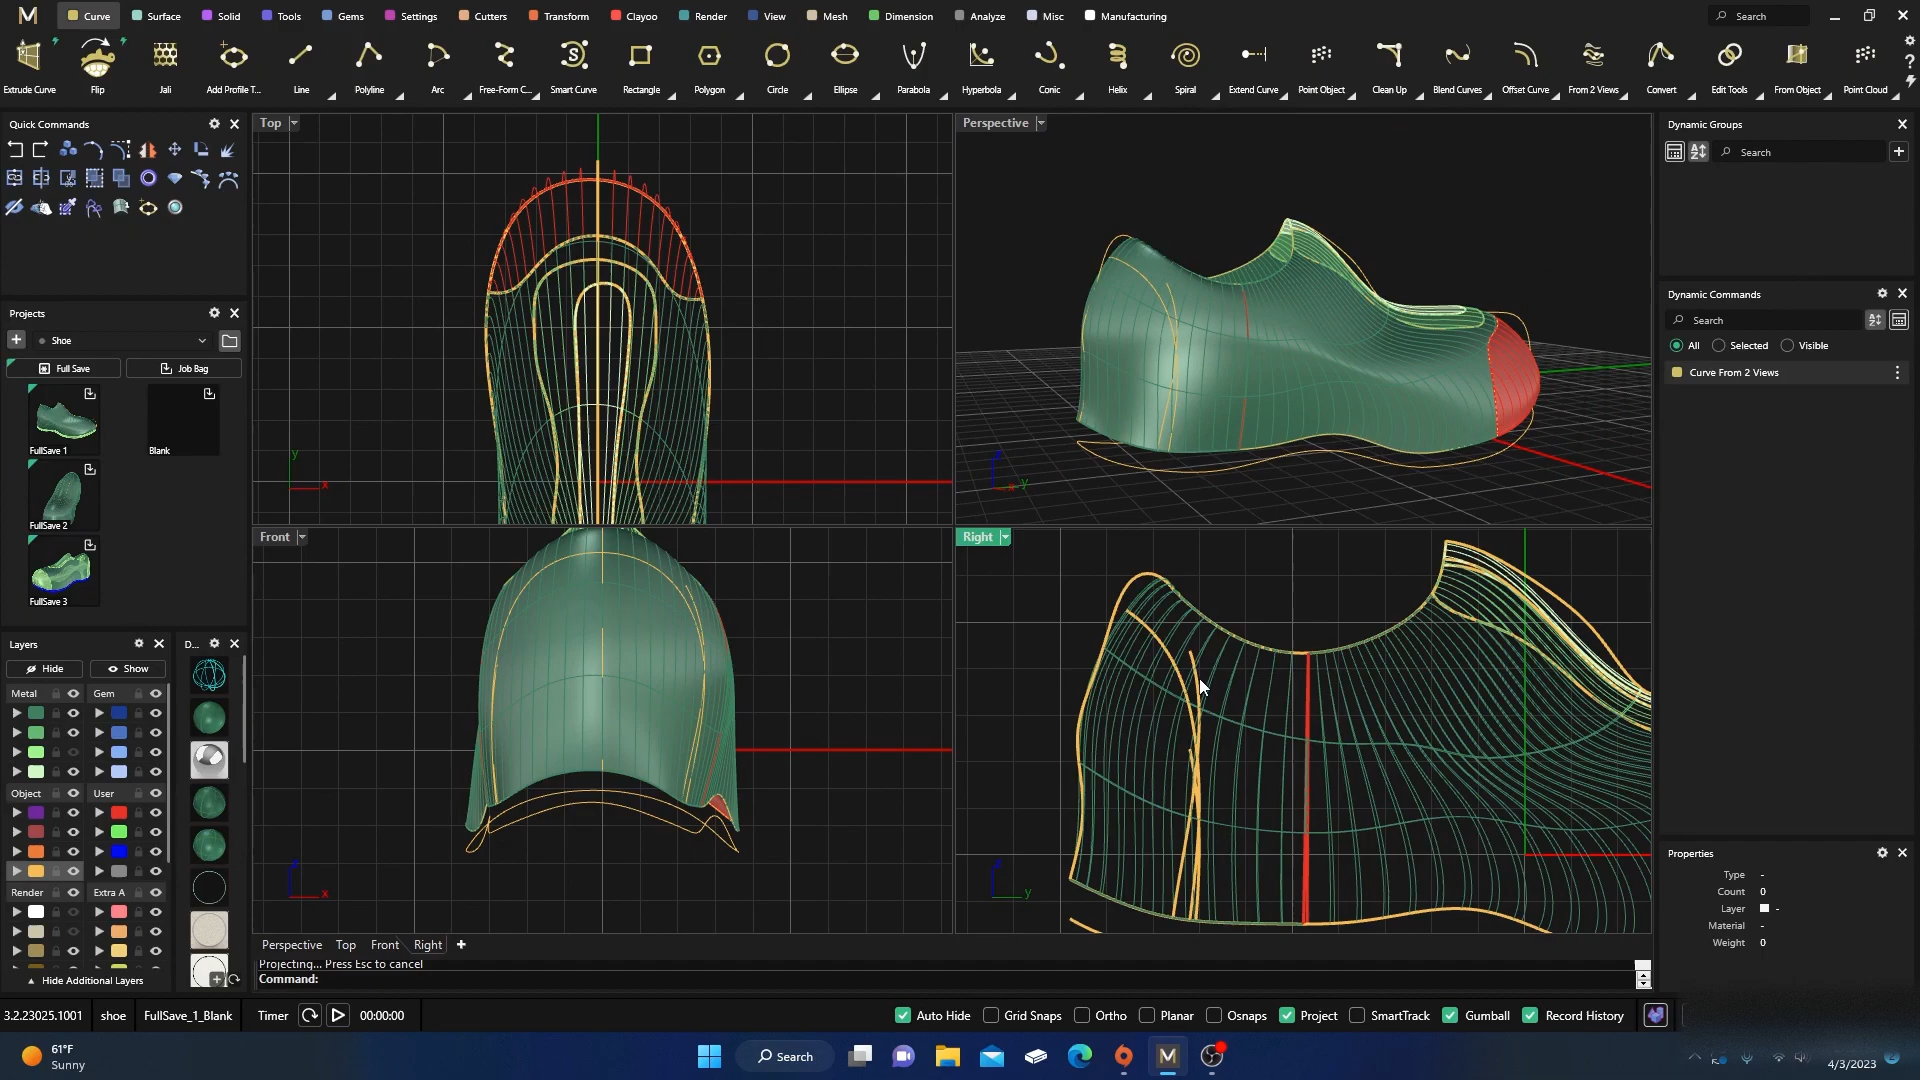 Curve Surface Solid Tools Gems Settings Cutters Transform Clayoo Render View Mesh Dimension Analyze Misc Manufacturing Search
Extrude Curve Flip Jali Add Profile T... Line Polyline Arc Free-Form C... Smart Curve Rectangle Polygon Circle Ellipse Parabola Hyperbola Conic Helix Spiral Extend Curve Point Object Clean Up Blend Curves Offset Curve From 2 Views Convert Edit Tools From Object Point Cloud
Quick Commands
Projects
Shoe
Full Save Job Bag
FullSave 1 Blank
FullSave 2
FullSave 3
Layers D...
Hide Show
Metal Gem
Object User
Render Extra A
Hide Additional Layers
Top
y
x
Perspective
y
Front
x
Right
y
Perspective Top Front Right
Projecting... Press Esc to cancel
Command:
Dynamic Groups
Search
Dynamic Commands
Search
All Selected Visible
Curve From 2 Views
Properties
Type -
Count 0
Layer -
Material -
Weight 0
3.2.23025.1001 shoe FullSave_1_Blank Timer 00:00:00 Auto Hide Grid Snaps Ortho Planar Osnaps Project SmartTrack Gumball Record History
61°F
Sunny
Search
4/3/2023